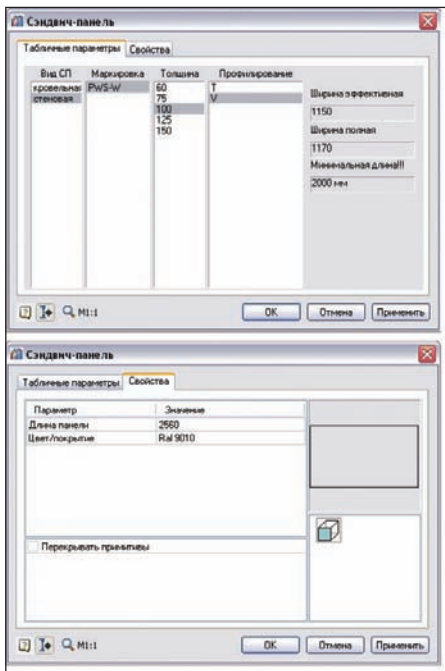 Сэндвич-панель
Табличные параметры Свойства
Вид СП Маркировка Толщина Профилирование
кровельная PWS-W 60 T
стеновая 75 V
100
125
150
Ширина эффективная
1150
Ширина полная
1170
Минимальная длина!!!
2000 мм
М1:1 OK Отмена Применить
Сэндвич-панель
Табличные параметры Свойства
Параметр Значение
Длина панели 2560
Цвет/покрытие Ral 9010
Перекрывать примитивы
М1:1 OK Отмена Применить